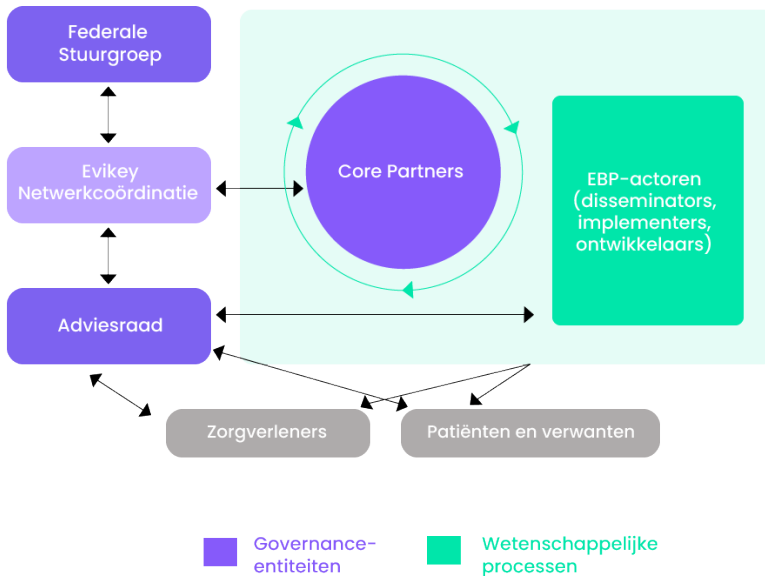 Federale
Stuurgroep
Evikey
Netwerkcoördinatie
Core Partners
EBP-actoren
(disseminators,
implementers,
ontwikkelaars)
Adviesraad
Zorgverleners
Patiënten en verwanten
Governance-
entiteiten
Wetenschappelijke
processen